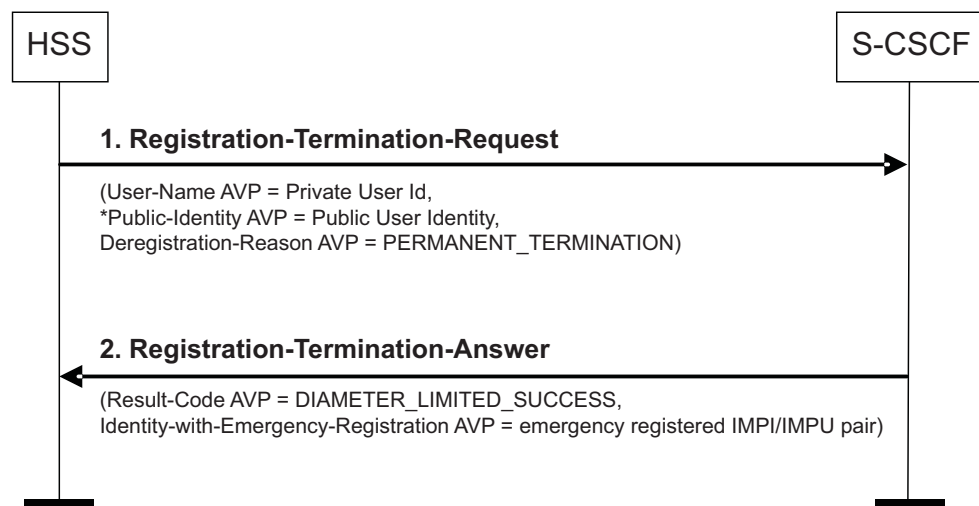 HSS
S-CSCF
1. Registration-Termination-Request
(User-Name AVP = Private User Id,
*Public-Identity AVP = Public User Identity,
Deregistration-Reason AVP = PERMANENT_TERMINATION)
2. Registration-Termination-Answer
(Result-Code AVP = DIAMETER_LIMITED_SUCCESS,
Identity-with-Emergency-Registration AVP = emergency registered IMPI/IMPU pair)